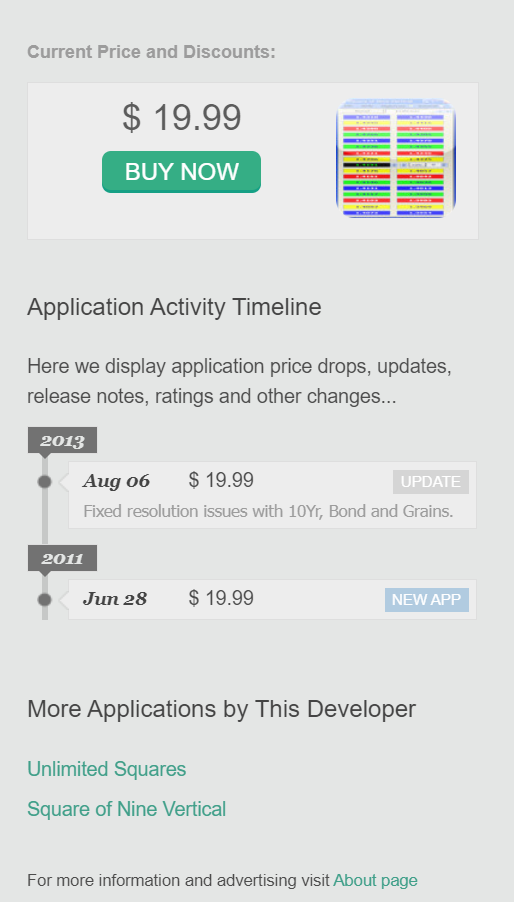 Current Price and Discounts:
$ 19.99
BUY NOW
Application Activity Timeline
Here we display application price drops, updates,
release notes, ratings and other changes...
2013
Aug 06 $ 19.99 UPDATE
Fixed resolution issues with 10Yr, Bond and Grains.
2011
Jun 28 $ 19.99 NEW APP
More Applications by This Developer
Unlimited Squares
Square of Nine Vertical
For more information and advertising visit About page